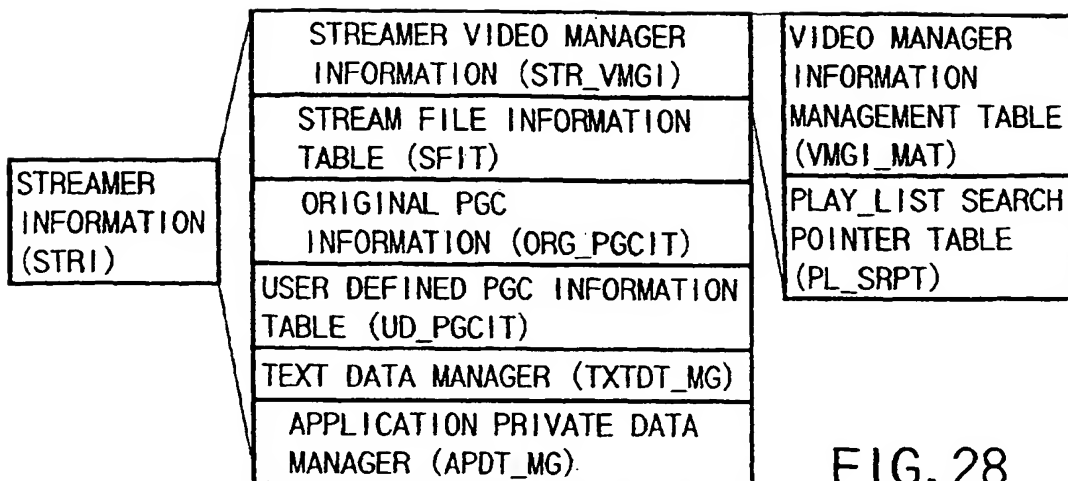 STREAMER
INFORMATION
(STRI)
STREAMER VIDEO MANAGER
INFORMATION (STR_VMGI)
STREAM FILE INFORMATION
TABLE (SFIT)
ORIGINAL PGC
INFORMATION (ORG_PGCIT)
USER DEFINED PGC INFORMATION
TABLE (UD_PGCIT)
TEXT DATA MANAGER (TXTDT_MG)
APPLICATION PRIVATE DATA
MANAGER (APDT_MG)
VIDEO MANAGER
INFORMATION
MANAGEMENT TABLE
(VMGI_MAT)
PLAY_LIST SEARCH
POINTER TABLE
(PL_SRPT)
FIG. 28